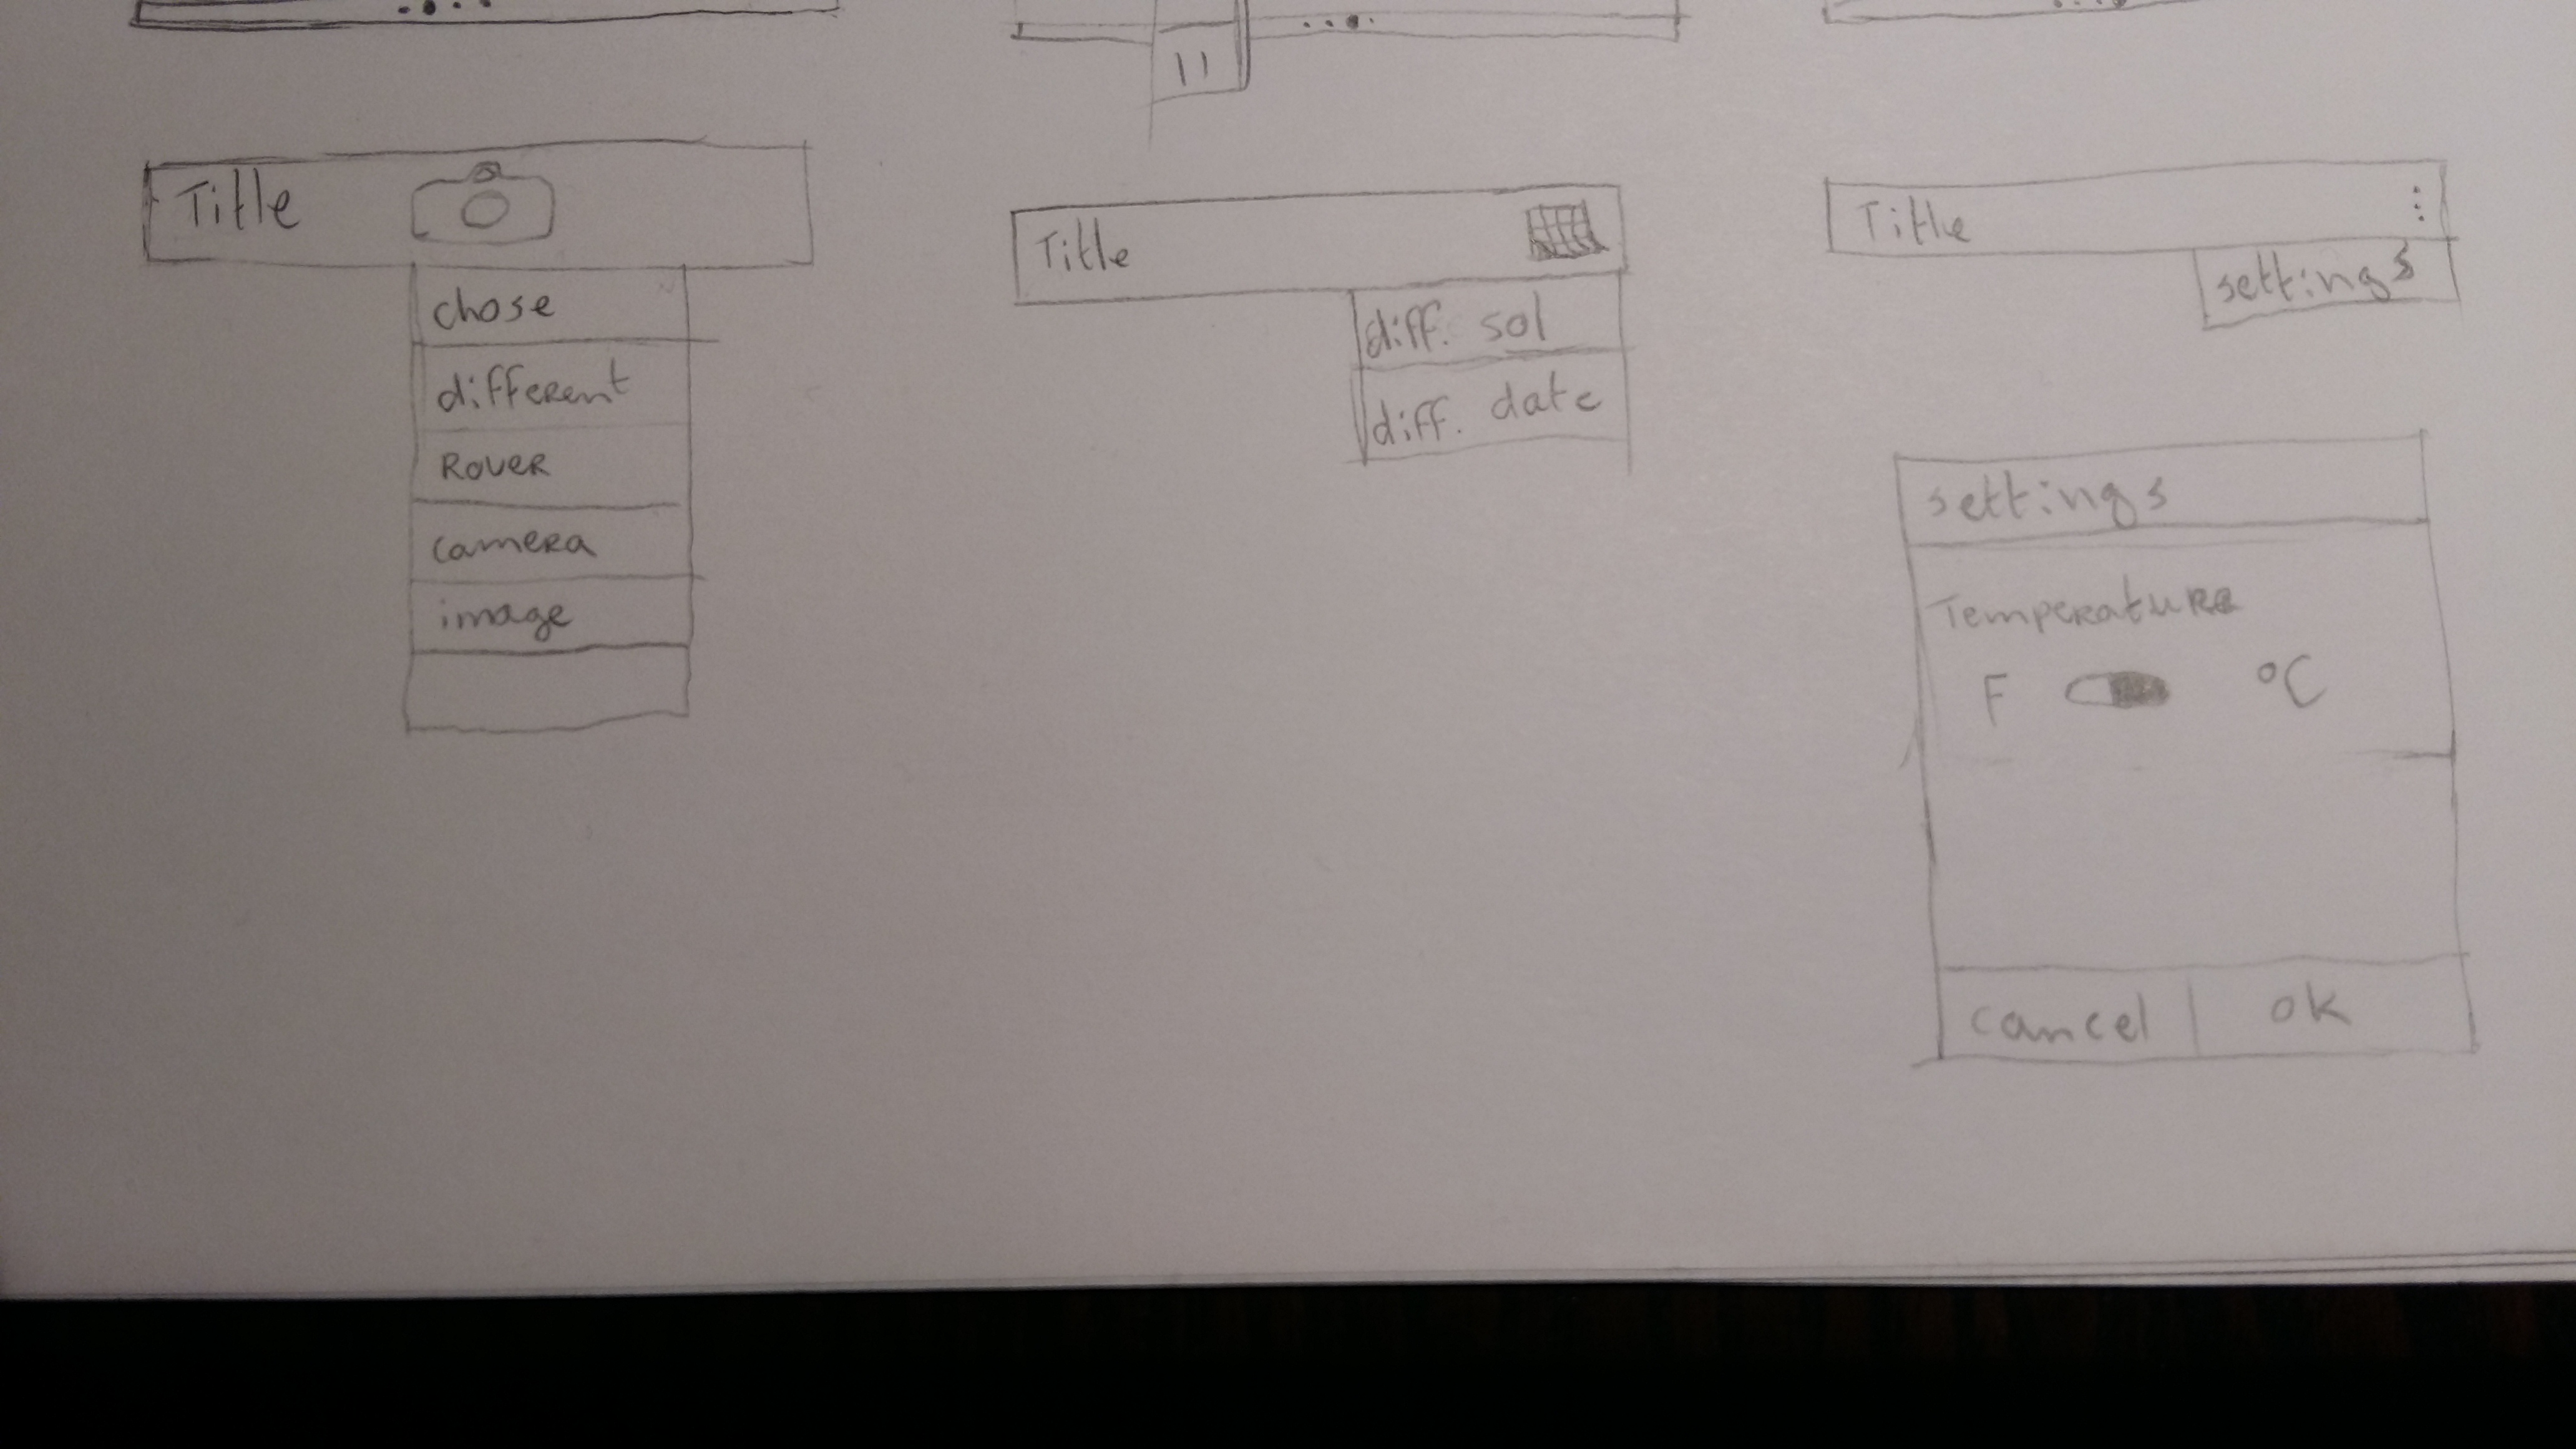 Title
chose
different
Rover
camera
image
Title
diff. sol
diff. date
Title
settings
settings
Temperature
F °C
cancel | ok